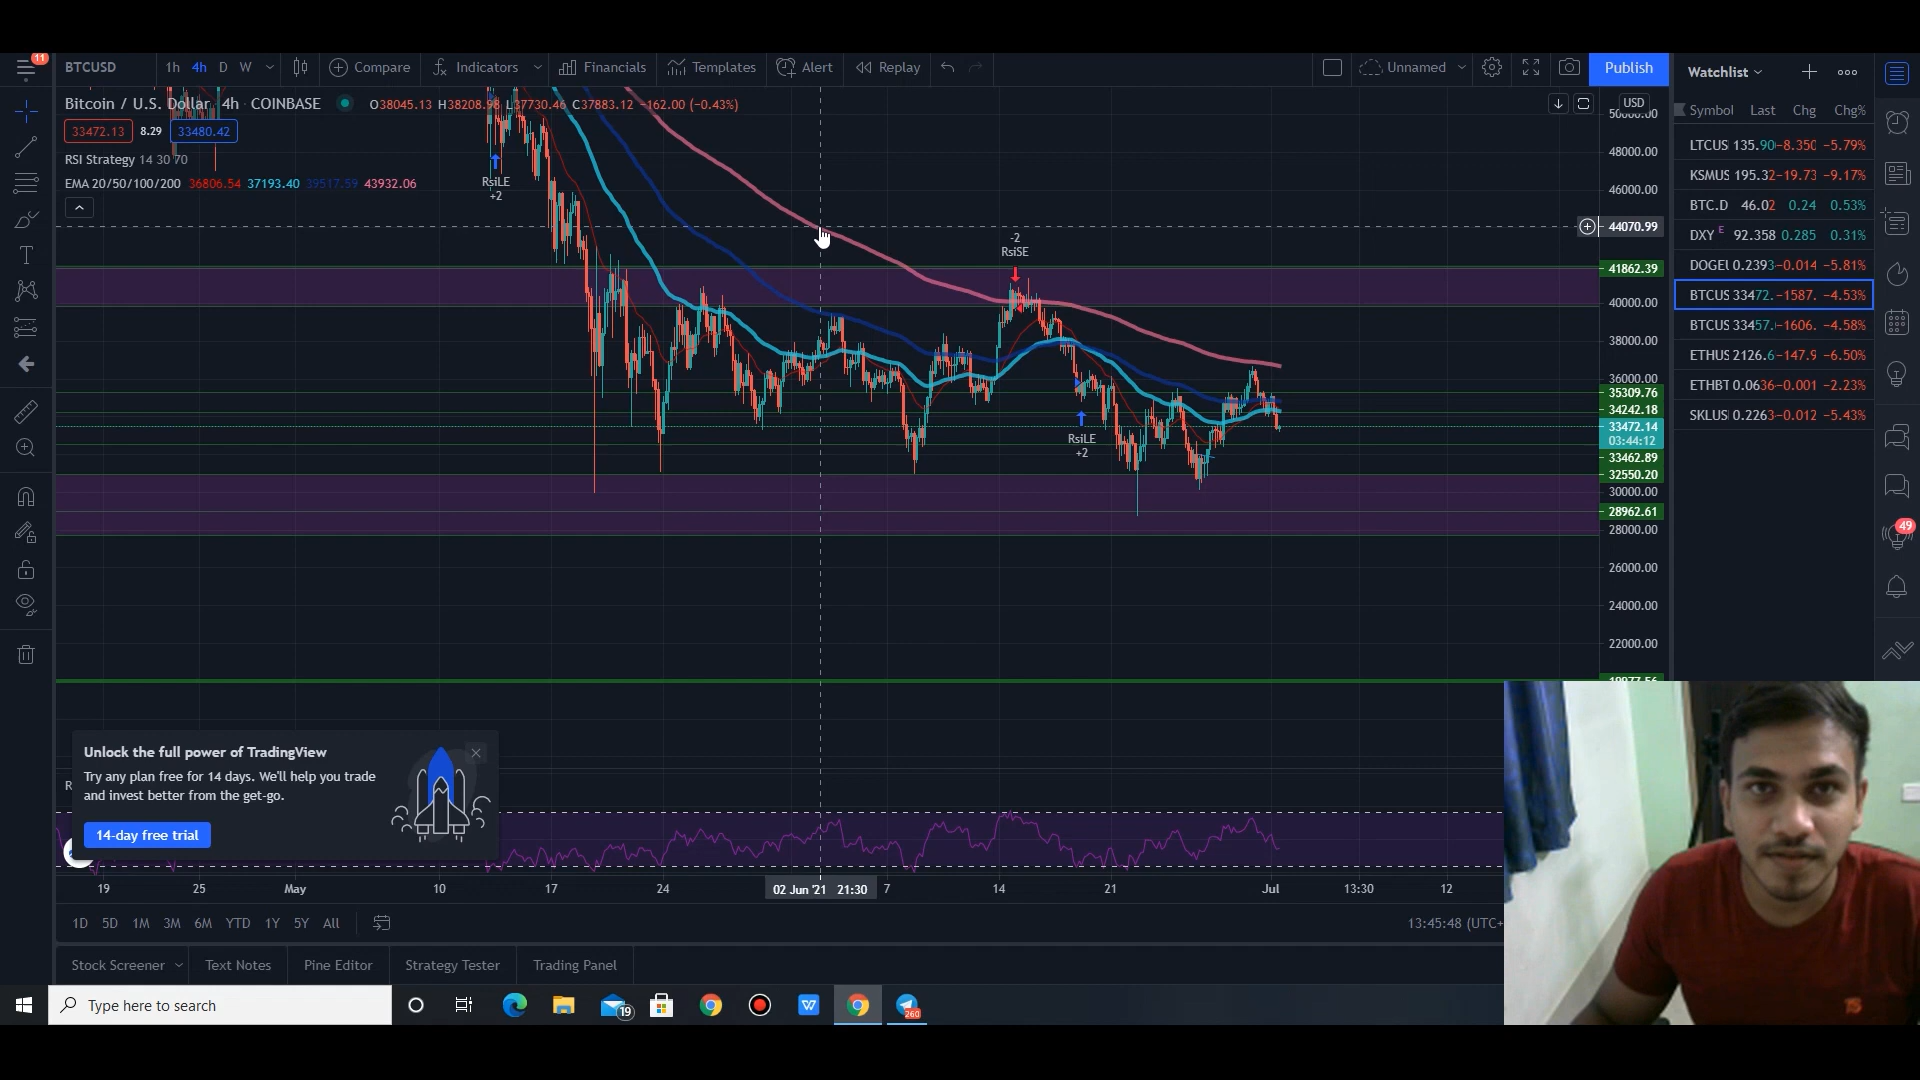 11
BTCUSD 1h 4h D W Compare Indicators Financials Templates Alert Replay Unnamed Publish
Bitcoin / U.S. Dollar 4h COINBASE O38045.13 H38208.98 L37730.46 C37883.12 −162.00 (−0.43%)
33472.13 8.29 33480.42
RSI Strategy 14 30 70
EMA 20/50/100/200 36806.54 37193.40 39517.59 43932.06
RsiLE
+2
-2
RsiSE
RsiLE
+2
USD
48000.00
46000.00
44070.99
41862.39
40000.00
38000.00
36000.00
35309.76
34242.18
33472.14
03:44:12
33462.89
32550.20
30000.00
28962.61
28000.00
26000.00
24000.00
22000.00
Watchlist
Symbol Last Chg Chg%
LTCUS 135.90 −8.350 −5.79%
KSMUS 195.32 −19.73 −9.17%
BTC.D 46.02 0.24 0.53%
DXY E 92.358 0.285 0.31%
DOGEU 0.2393 −0.014 −5.81%
BTCUS 33472. −1587. −4.53%
BTCUS 33457. −1606. −4.58%
ETHUS 2126.6 −147.9 −6.50%
ETHBT 0.0636 −0.001 −2.23%
SKLUS 0.2263 −0.012 −5.43%
49
Unlock the full power of TradingView
Try any plan free for 14 days. We'll help you trade
and invest better from the get-go.
14-day free trial
R
19 25 May 10 17 24 02 Jun '21 21:30 7 14 21 Jul 13:30 12
1D 5D 1M 3M 6M YTD 1Y 5Y All 13:45:48 (UTC+
Stock Screener Text Notes Pine Editor Strategy Tester Trading Panel
Type here to search
19
260